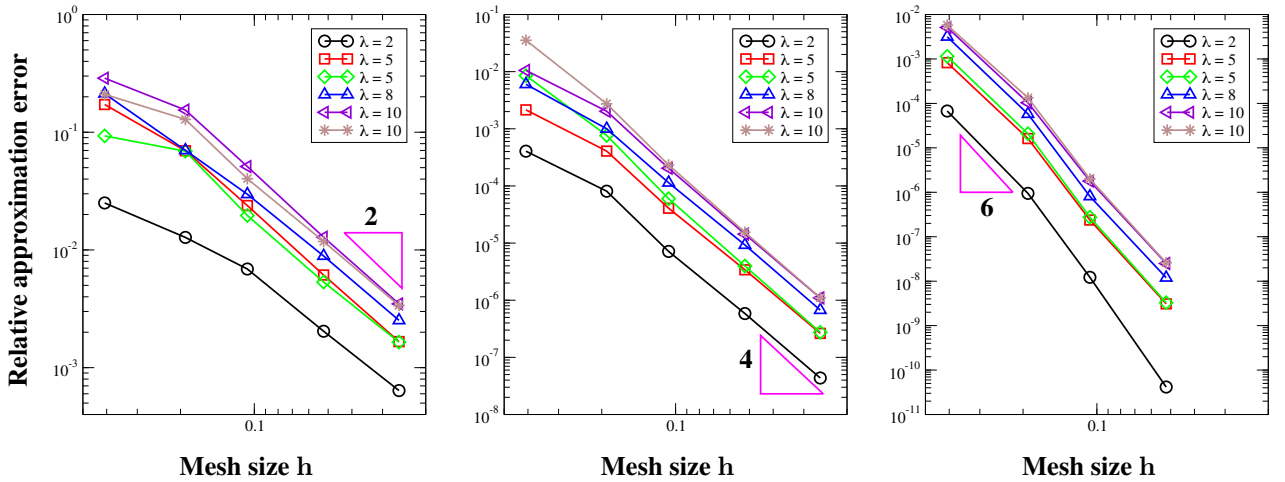 Relative approximation error
10^0
10^-1
10^-2
10^-3
λ = 2
λ = 5
λ = 5
λ = 8
λ = 10
λ = 10
2
0.1
Mesh size h
10^-1
10^-2
10^-3
10^-4
10^-5
10^-6
10^-7
10^-8
λ = 2
λ = 5
λ = 5
λ = 8
λ = 10
λ = 10
4
0.1
Mesh size h
10^-2
10^-3
10^-4
10^-5
10^-6
10^-7
10^-8
10^-9
10^-10
10^-11
λ = 2
λ = 5
λ = 5
λ = 8
λ = 10
λ = 10
6
0.1
Mesh size h